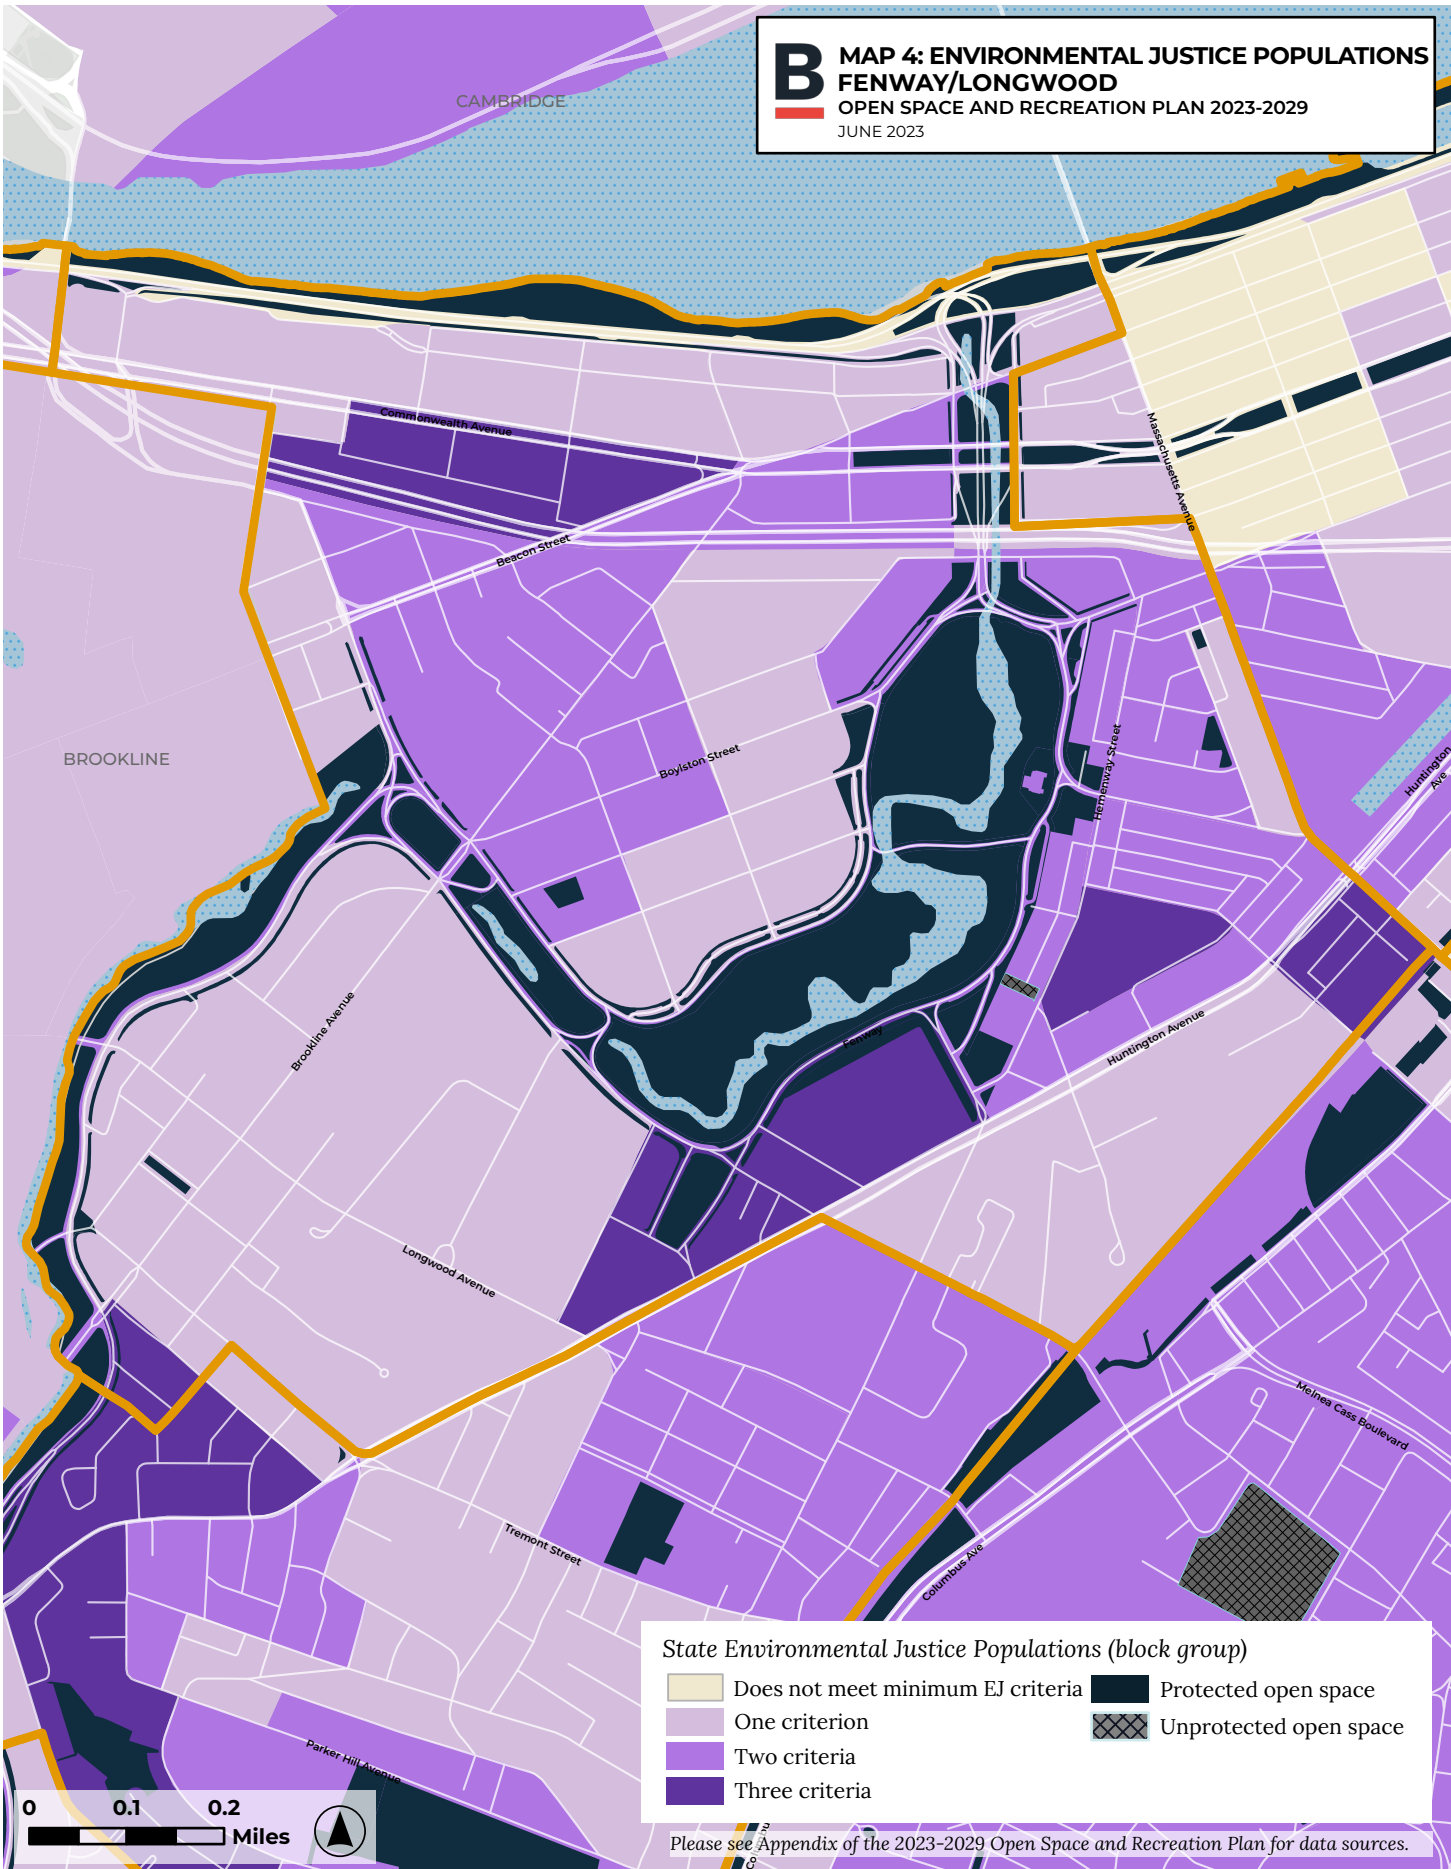 B
MAP 4: ENVIRONMENTAL JUSTICE POPULATIONS
FENWAY/LONGWOOD
OPEN SPACE AND RECREATION PLAN 2023-2029
JUNE 2023
CAMBRIDGE
Commonwealth Avenue
Massachusetts Avenue
Beacon Street
BROOKLINE
Boylston Street
Hemenway Street
Huntington
Ave
Brookline Avenue
Fenway
Huntington Avenue
Longwood Avenue
Melnea Cass Boulevard
Tremont Street
Columbus Ave
Parker Hill Avenue
State Environmental Justice Populations (block group)
Does not meet minimum EJ criteria
One criterion
Two criteria
Three criteria
Protected open space
Unprotected open space
0 0.1 0.2
Miles
Please see Appendix of the 2023-2029 Open Space and Recreation Plan for data sources.